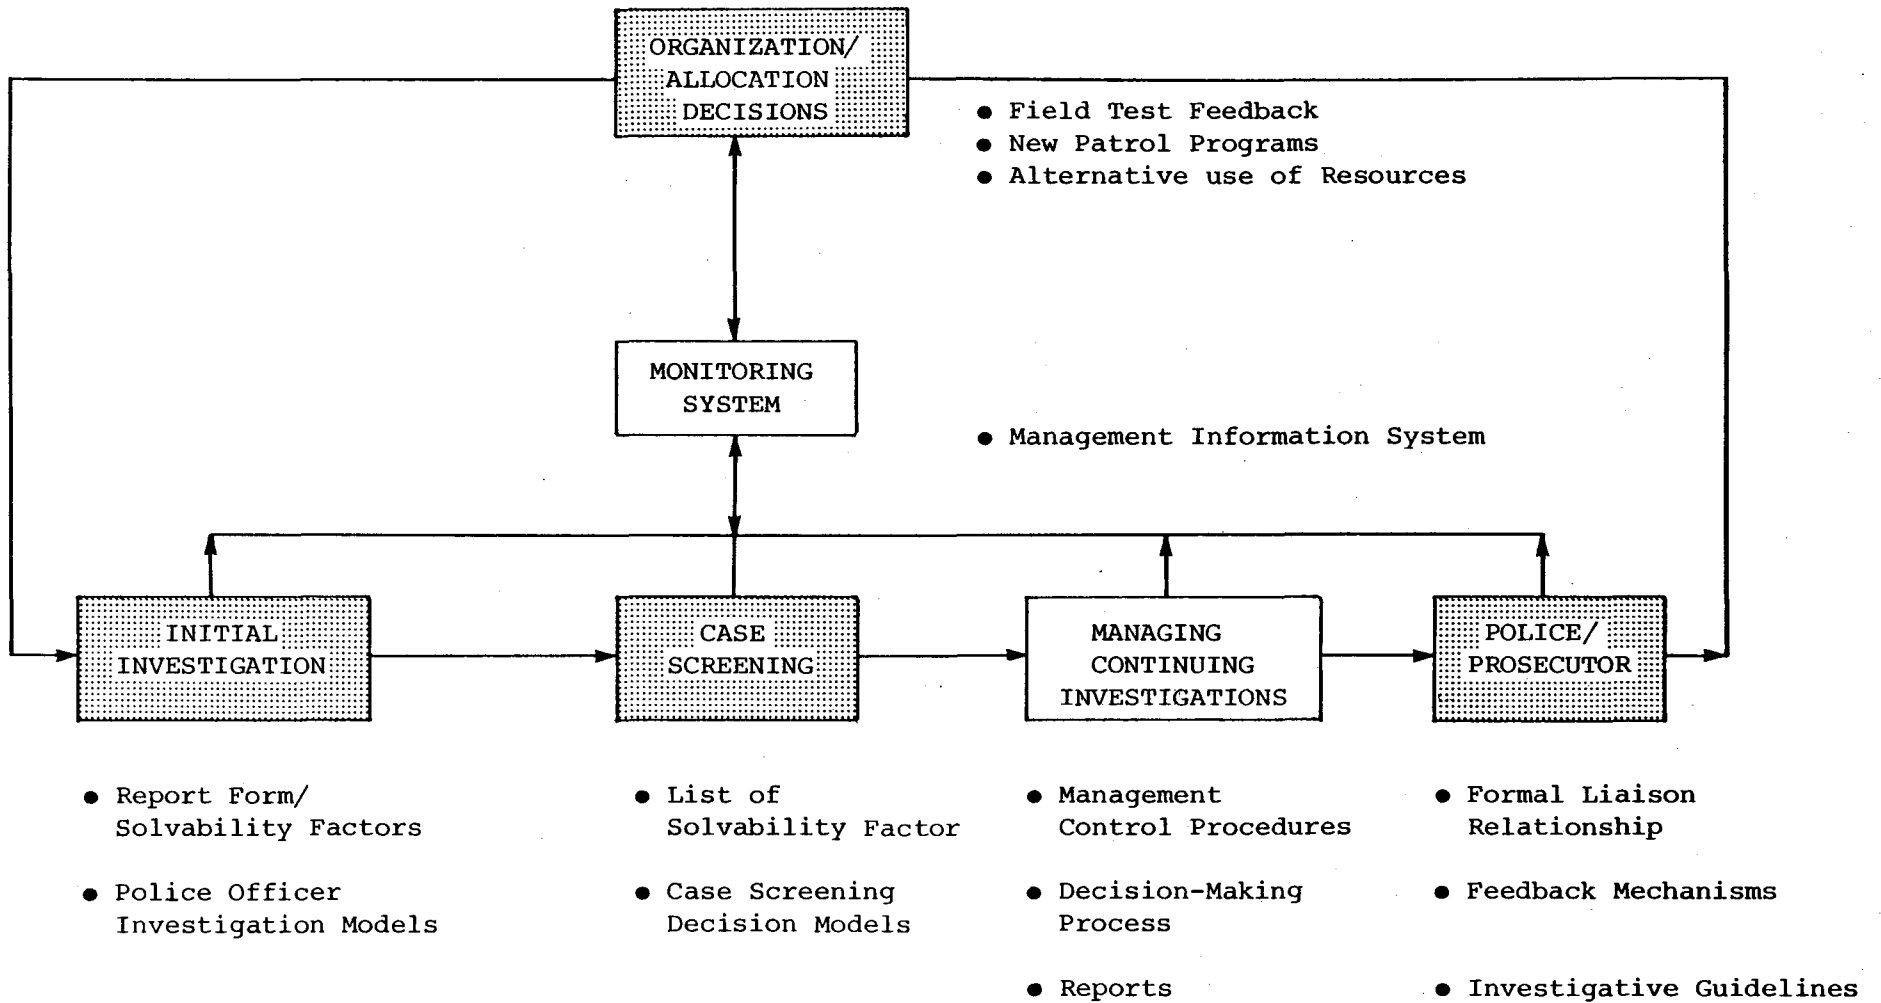 ORGANIZATION/
ALLOCATION
DECISIONS
● Field Test Feedback
● New Patrol Programs
● Alternative use of Resources
MONITORING
SYSTEM
● Management Information System
INITIAL
INVESTIGATION
CASE
SCREENING
MANAGING
CONTINUING
INVESTIGATIONS
POLICE/
PROSECUTOR
● Report Form/
Solvability Factors
● Police Officer
Investigation Models
● List of
Solvability Factor
● Case Screening
Decision Models
● Management
Control Procedures
● Decision-Making
Process
● Reports
● Formal Liaison
Relationship
● Feedback Mechanisms
● Investigative Guidelines